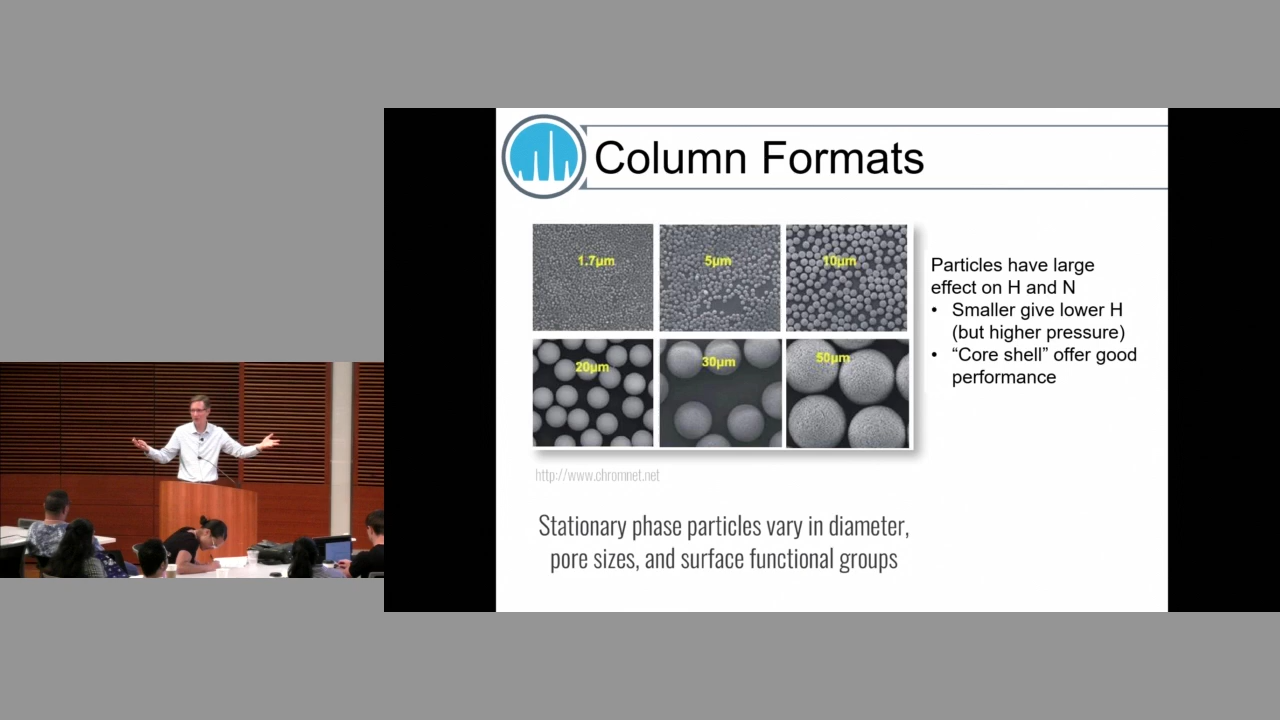 Column Formats
1.7µm
5µm
10µm
20µm
30µm
50µm
Particles have large
effect on H and N
• Smaller give lower H
(but higher pressure)
• “Core shell” offer good
performance
http://www.chromnet.net
Stationary phase particles vary in diameter,
pore sizes, and surface functional groups